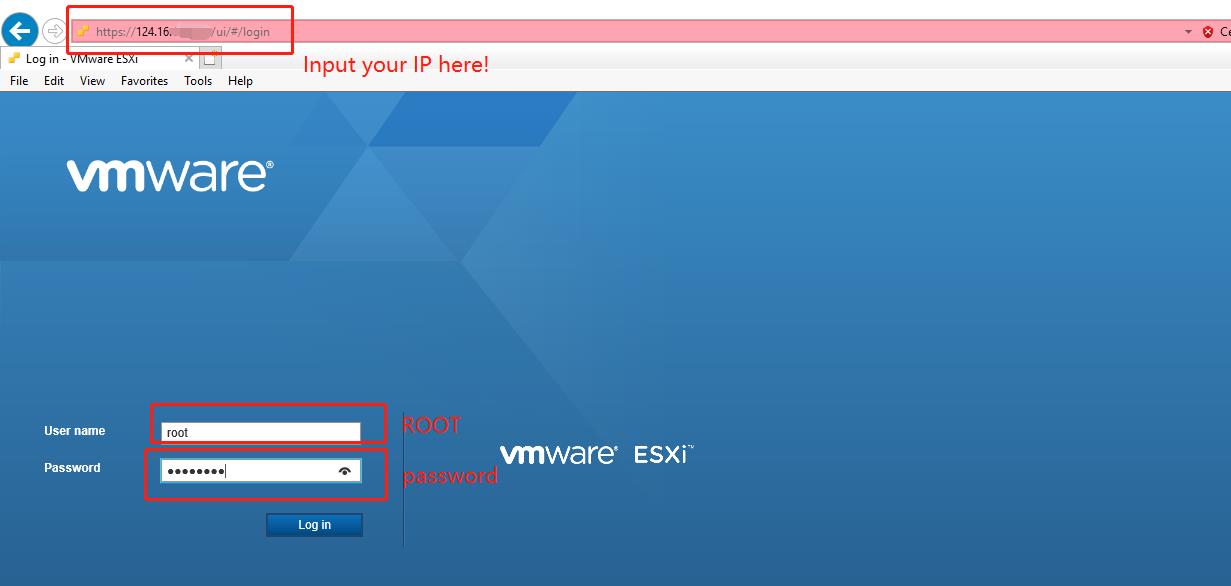 https://124.16. /ui/#/login
Ce
Log in - VMware ESXi
Input your IP here!
File Edit View Favorites Tools Help
vmware®
User name
root
ROOT
vmware® ESXi™
Password
password
Log in